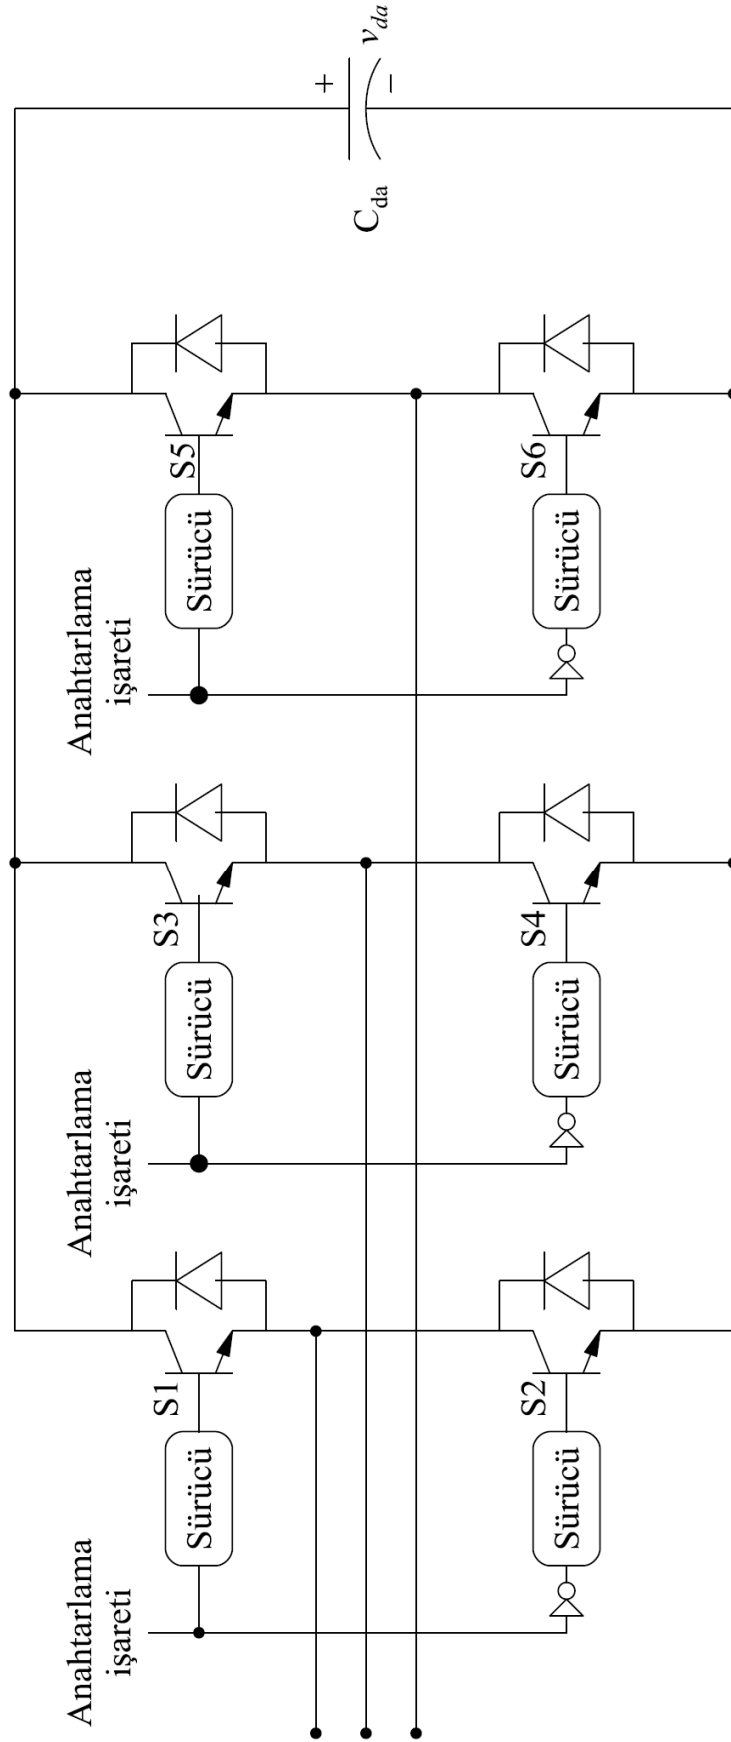 Anahtarlama
işareti
Anahtarlama
işareti
Anahtarlama
işareti
Sürücü
S1
Sürücü
S3
Sürücü
S5
Sürücü
S2
Sürücü
S4
Sürücü
S6
C_da
+
−
v_da